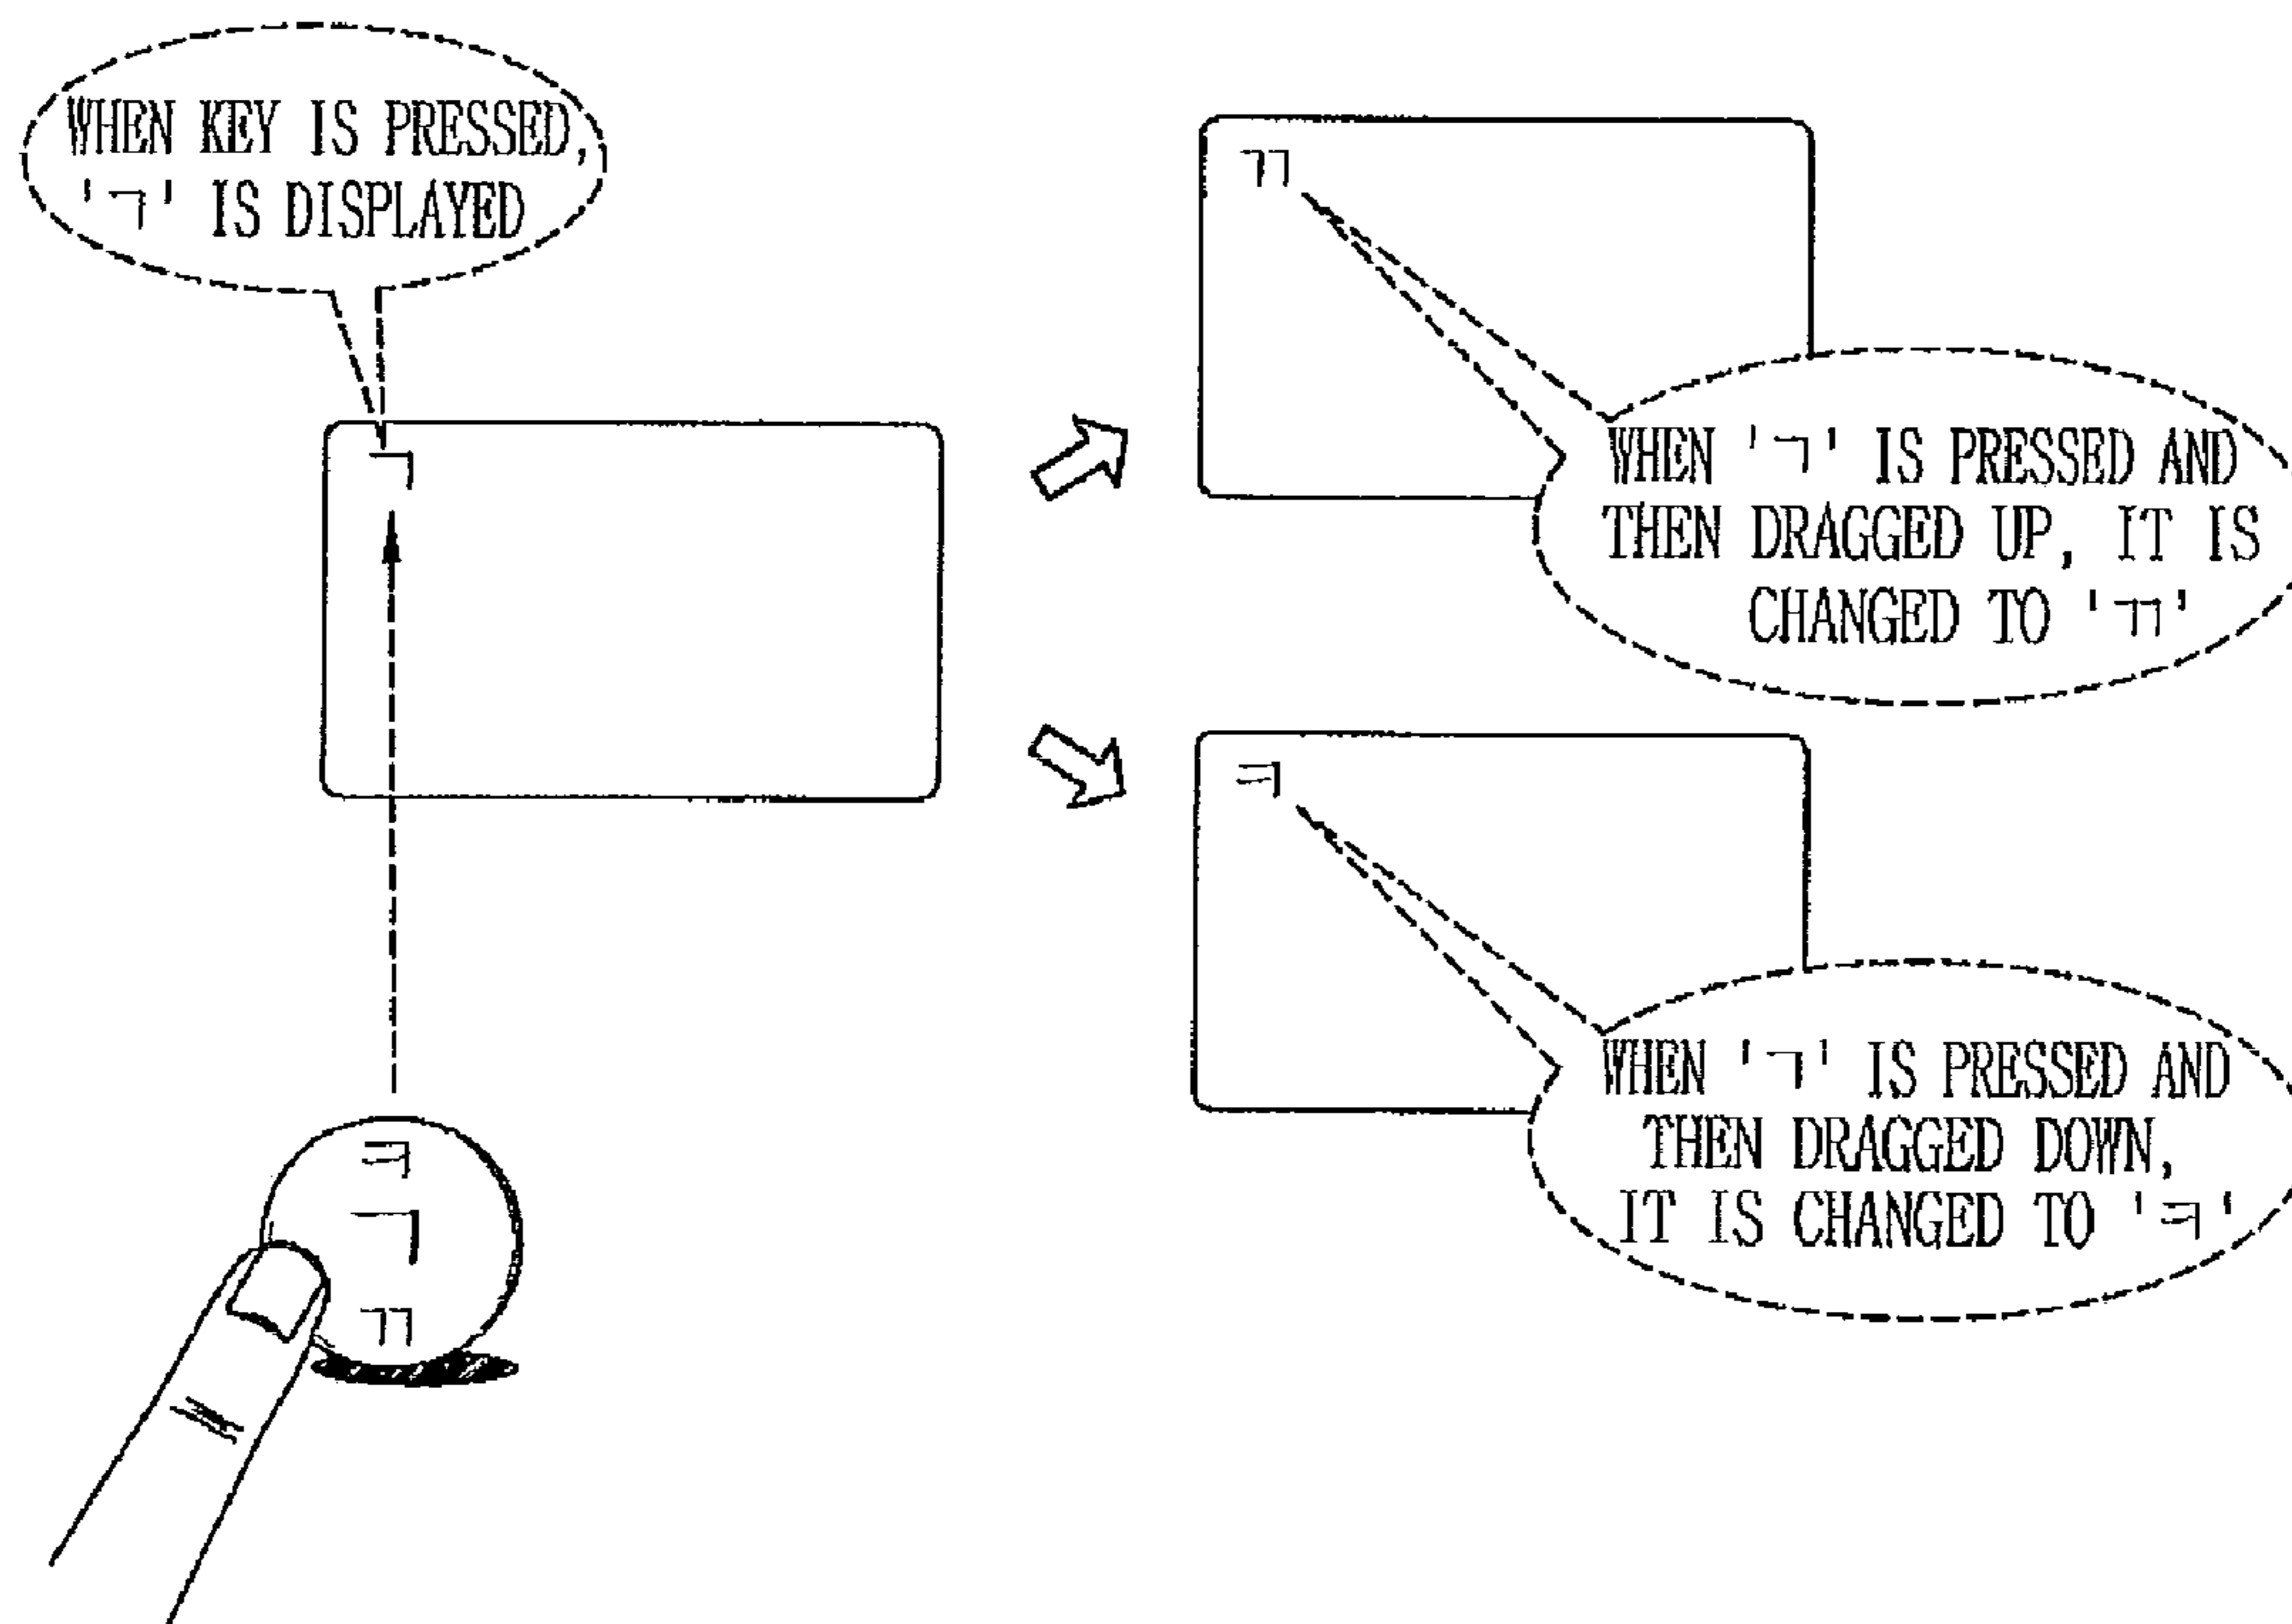 WHEN KEY IS PRESSED,
'ㄱ' IS DISPLAYED
ㄱ
ㅋ
ㄱ
ㄲ
ㄲ
WHEN 'ㄱ' IS PRESSED AND
THEN DRAGGED UP, IT IS
CHANGED TO 'ㄲ'
ㅋ
WHEN 'ㄱ' IS PRESSED AND
THEN DRAGGED DOWN,
IT IS CHANGED TO 'ㅋ'